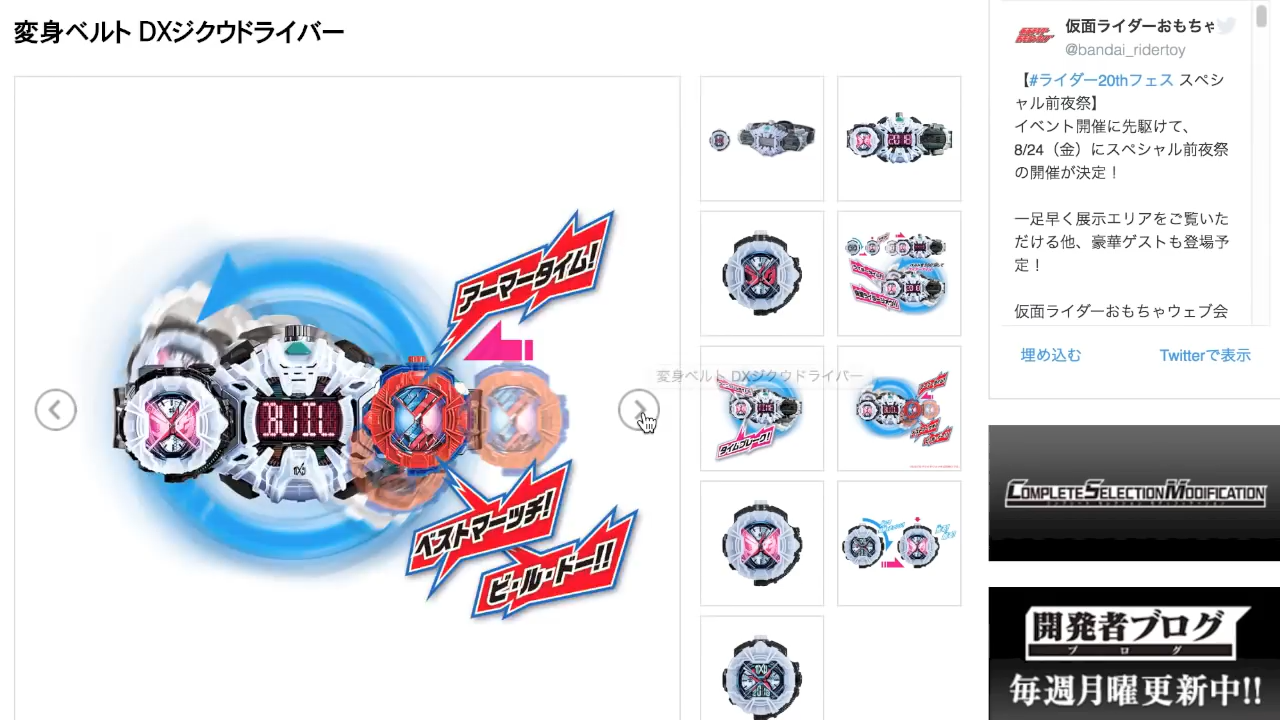 変身ベルト DXジクウドライバー
アーマータイム!
BUILD
ベストマーッチ!
ビ・ル・ドー!!
変身ベルト DXジクウドライバー
2018
タイムブレーク!
仮面ライダーおもちゃ
@bandai_ridertoy
【#ライダー20thフェス スペシ
ャル前夜祭】
イベント開催に先駆けて、
8/24（金）にスペシャル前夜祭
の開催が決定！
一足早く展示エリアをご覧いた
だける他、豪華ゲストも登場予
定！
仮面ライダーおもちゃウェブ会
埋め込む
Twitterで表示
COMPLETE SELECTION MODIFICATION
開発者ブログ
ブログ
毎週月曜更新中!!